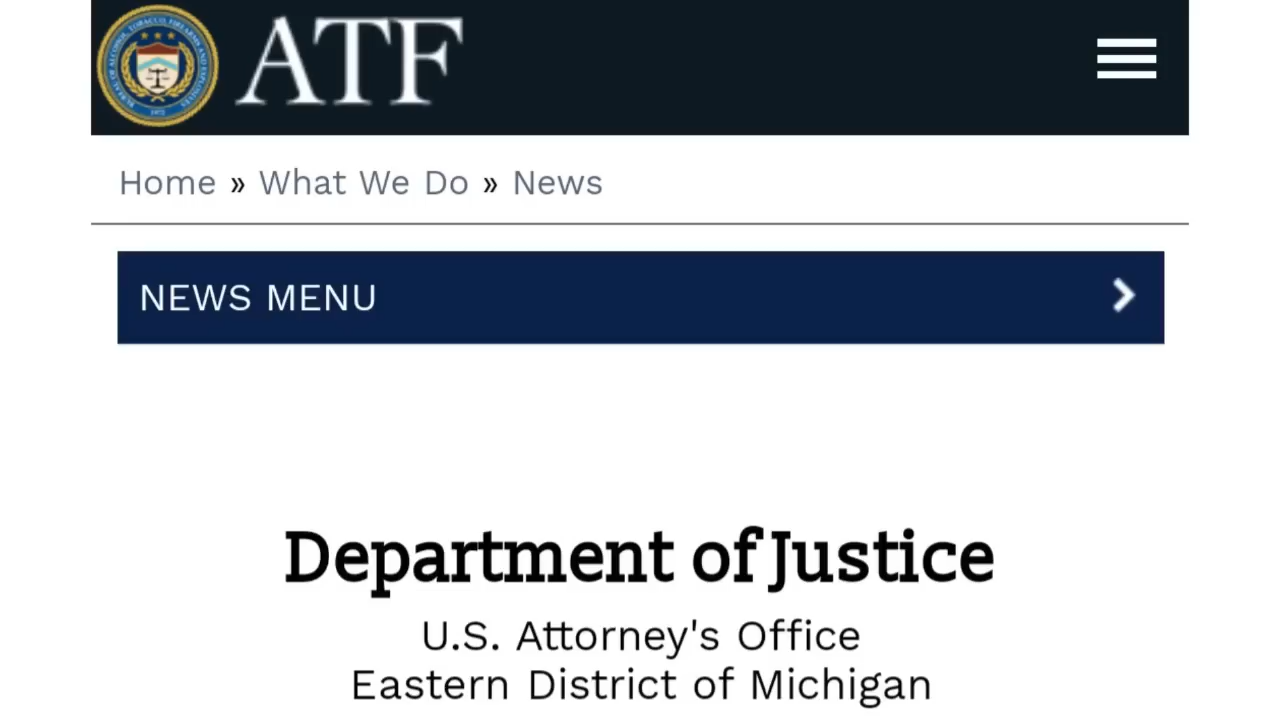 ATF
Home » What We Do » News
NEWS MENU
Department of Justice
U.S. Attorney's Office
Eastern District of Michigan